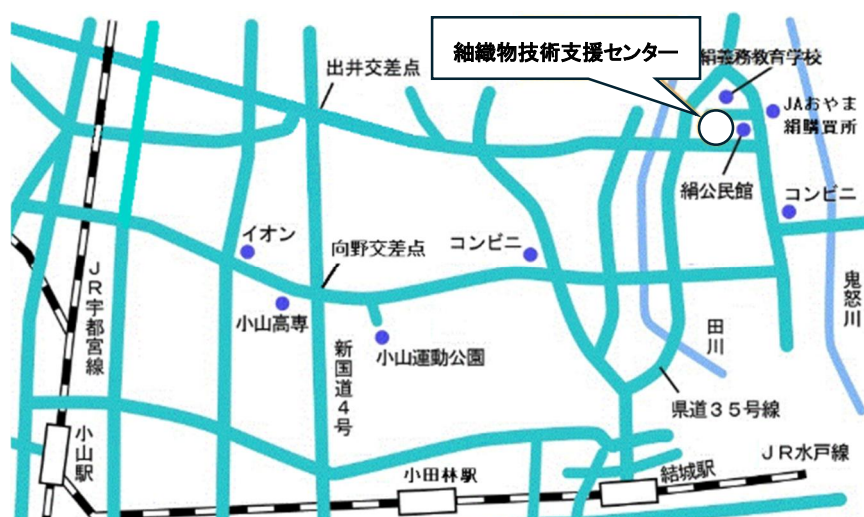 紬織物技術支援センター
絹義務教育学校
出井交差点
JAおやま
絹購買所
絹公民館
コンビニ
イオン
向野交差点
コンビニ
JR宇都宮線
小山高専
鬼怒川
田川
新国道4号
小山運動公園
県道35号線
小山駅
JR水戸線
小田林駅
結城駅